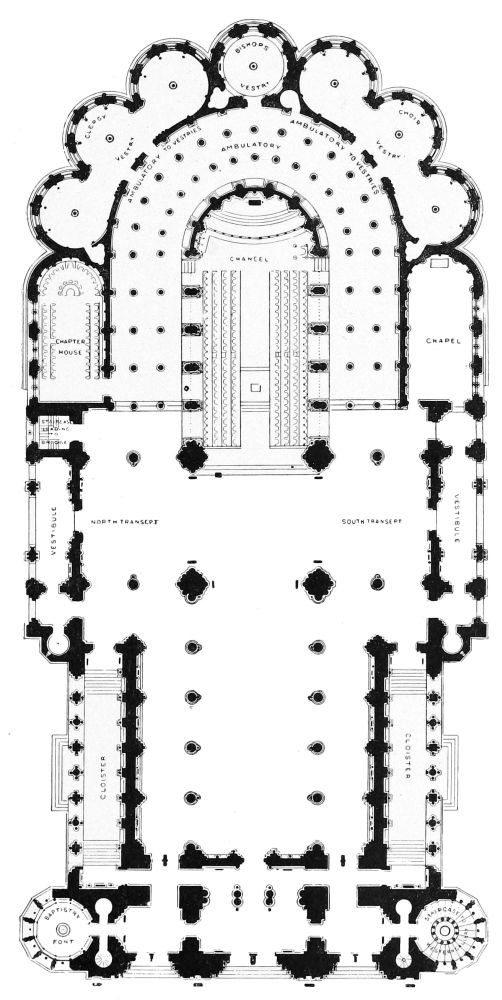 BISHOPS
VESTRY
CLERGY
VESTRY
CHOIR
VESTRY
AMBULATORY TO VESTRIES
AMBULATORY TO VESTRIES
AMBULATORY
CHANCEL
CHAPTER
HOUSE
CHAPEL
STAIRCASE
LEADING
TO
NORTH TRANSEPT
SOUTH TRANSEPT
VESTIBULE
VESTIBULE
CLOISTER
CLOISTER
BAPTISTRY
FONT
STAIRCASE